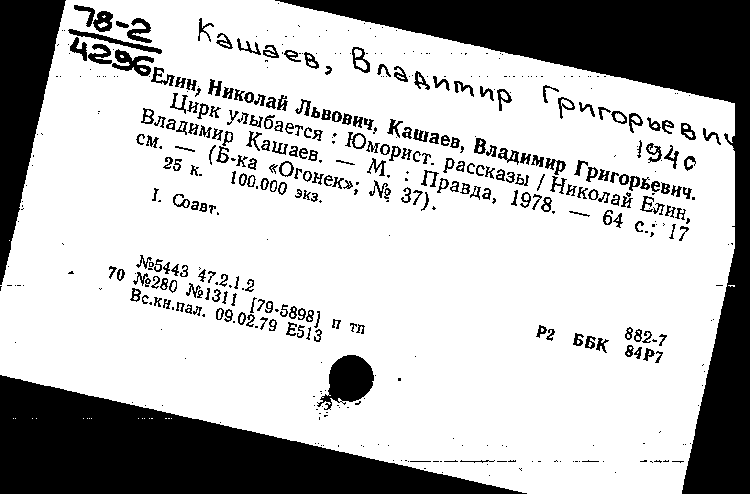 78-2
4296
Кашаев, Владимир Григорьевич
1940
Елин, Николай Львович, Кашаев, Владимир Григорьевич.
Цирк улыбается : Юморист. рассказы / Николай Елин,
Владимир Кашаев. — М. : Правда, 1978. — 64 с.; 17
см. — (Б-ка «Огонек»; № 37).
25 к. 100.000 экз.
I. Соавт.
№5443 47.2.1.2
70 №280 №1311 [79-5898] п тп
Вс.кн.пал. 09.02.79 Е513
882-7
Р2 ББК 84Р7